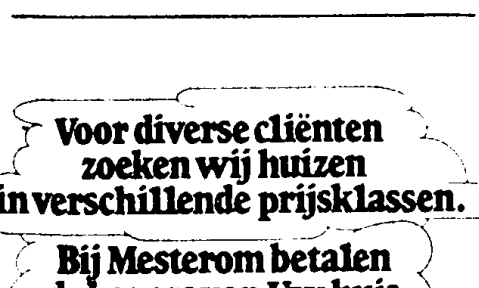 Voor diverse cliënten
zoeken wij huizen
in verschillende prijsklassen.
Bij Mesterom betalen